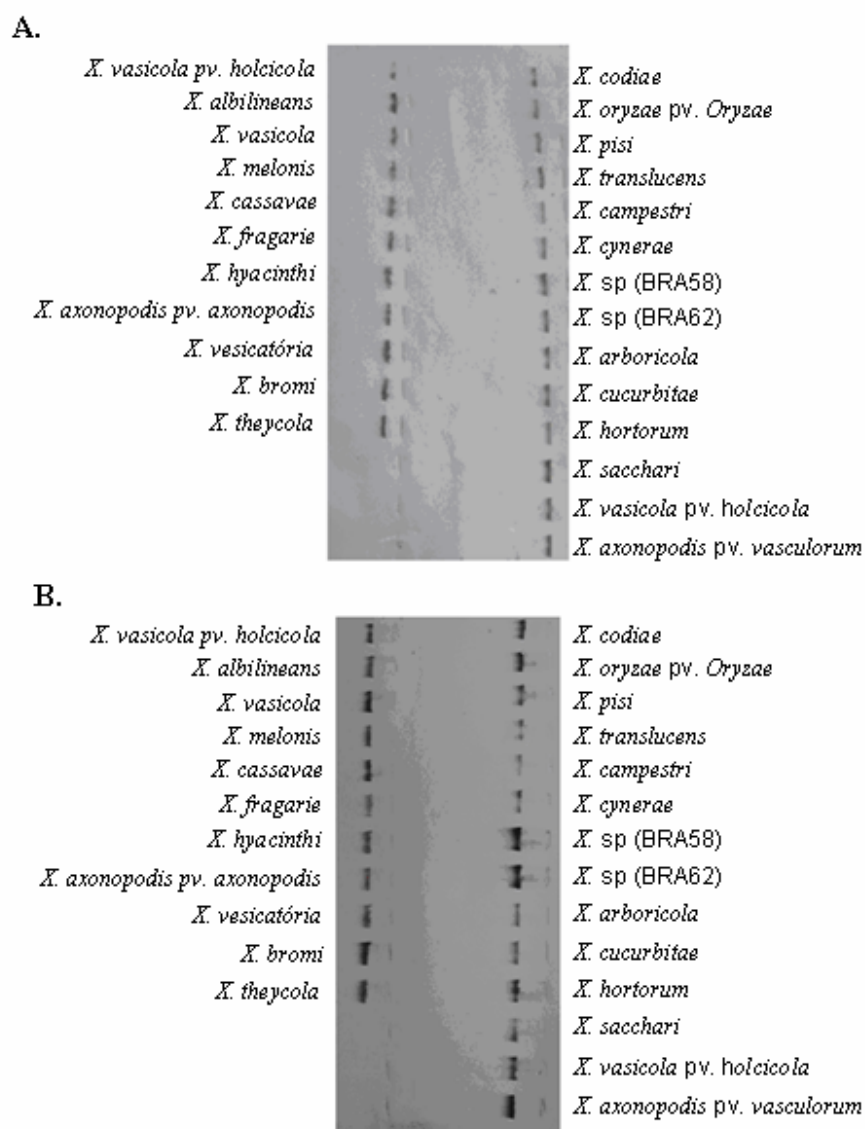 A.
X. vasicola pv. holcicola
X. albilineans
X. vasicola
X. melonis
X. cassavae
X. fragarie
X. hyacinthi
X. axonopodis pv. axonopodis
X. vesicatória
X. bromi
X. theycola
X. codiae
X. oryzae pv. Oryzae
X. pisi
X. translucens
X. campestri
X. cynerae
X. sp (BRA58)
X. sp (BRA62)
X. arboricola
X. cucurbitae
X. hortorum
X. sacchari
X. vasicola pv. holcicola
X. axonopodis pv. vasculorum
B.
X. vasicola pv. holcicola
X. albilineans
X. vasicola
X. melonis
X. cassavae
X. fragarie
X. hyacinthi
X. axonopodis pv. axonopodis
X. vesicatória
X. bromi
X. theycola
X. codiae
X. oryzae pv. Oryzae
X. pisi
X. translucens
X. campestri
X. cynerae
X. sp (BRA58)
X. sp (BRA62)
X. arboricola
X. cucurbitae
X. hortorum
X. sacchari
X. vasicola pv. holcicola
X. axonopodis pv. vasculorum